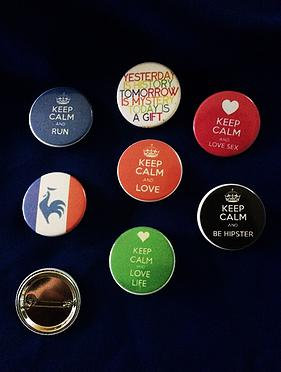 YESTERDAY
IS HISTORY
TOMORROW
IS MYSTERY
TODAY IS
A GIFT.
KEEP
CALM
AND
RUN
KEEP
CALM
AND
LOVE SEX
KEEP
CALM
AND
LOVE
KEEP
CALM
AND
BE HIPSTER
KEEP
CALM
AND
LOVE
LIFE